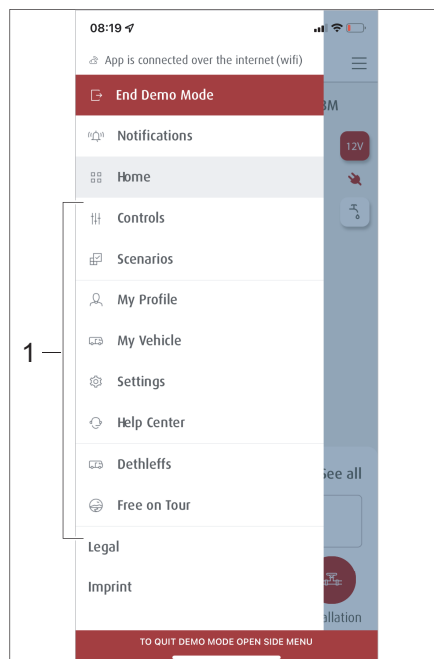 08:19
App is connected over the internet (wifi)
End Demo Mode
3M
Notifications
12V
Home
Controls
Scenarios
My Profile
My Vehicle
1
Settings
Help Center
Dethleffs
See all
Free on Tour
Legal
Imprint
allation
TO QUIT DEMO MODE OPEN SIDE MENU